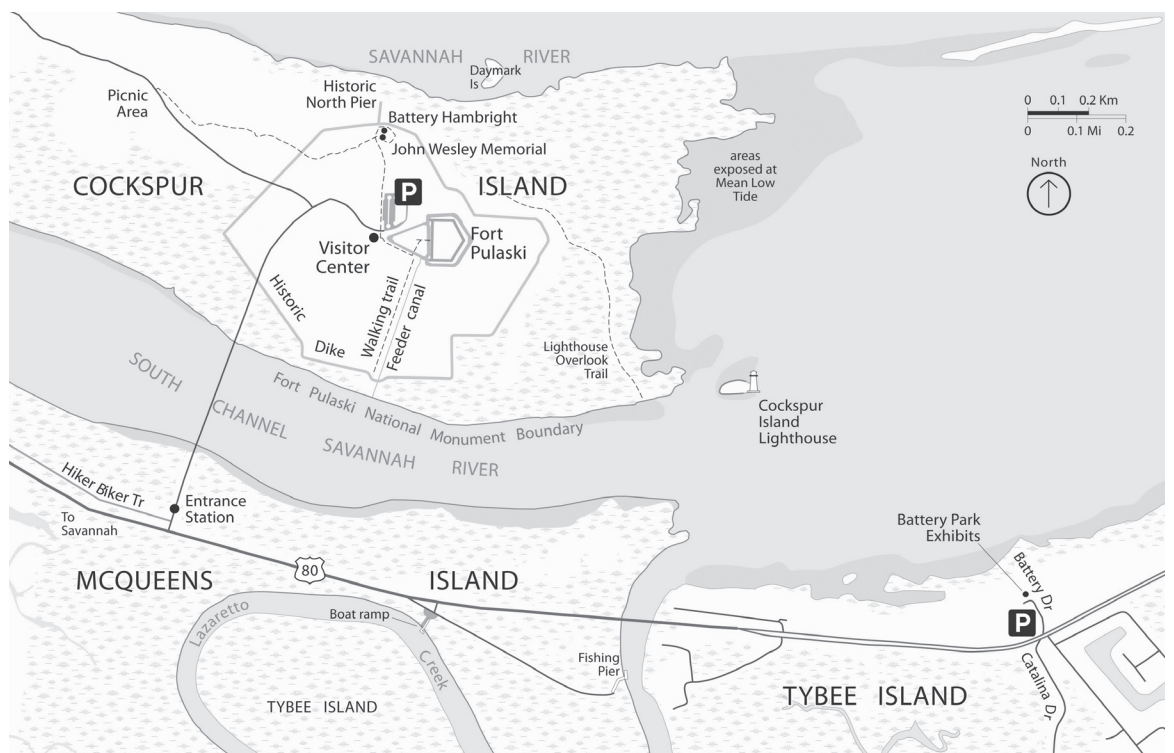 SAVANNAH RIVER
Daymark
Is
Historic
North Pier
Picnic
Area
Battery Hambright
John Wesley Memorial
0 0.1 0.2 Km
0 0.1 Mi 0.2
North
areas
exposed at
Mean Low
Tide
COCKSPUR ISLAND
P
Visitor
Center
Fort
Pulaski
Historic
Dike
Walking trail
Feeder canal
Lighthouse
Overlook
Trail
Cockspur
Island
Lighthouse
Fort Pulaski National Monument Boundary
SOUTH CHANNEL SAVANNAH RIVER
Hiker Biker Tr
To
Savannah
Entrance
Station
Battery Park
Exhibits
Battery Dr
P
Catalina Dr
MCQUEENS ISLAND
80
Lazaretto Creek
Boat ramp
Fishing
Pier
TYBEE ISLAND
TYBEE ISLAND